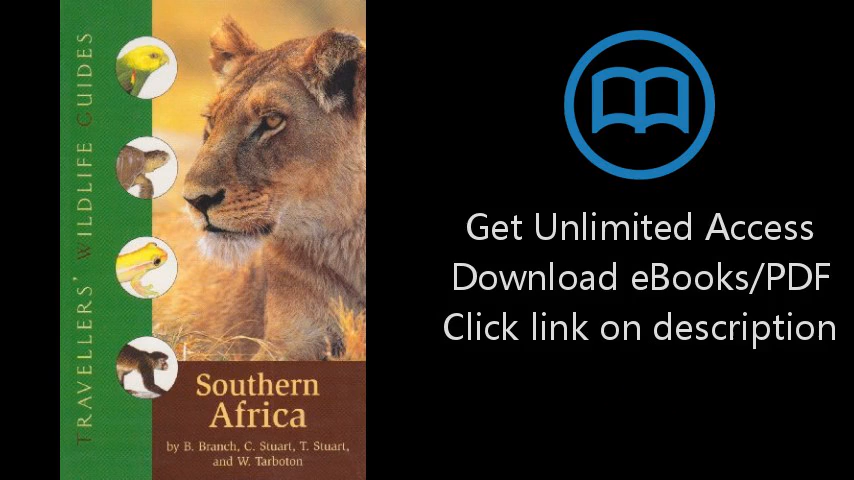 TRAVELLERS' WILDLIFE GUIDES
Southern
Africa
by B. Branch, C. Stuart, T. Stuart,
and W. Tarboton
Get Unlimited Access
Download eBooks/PDF
Click link on description